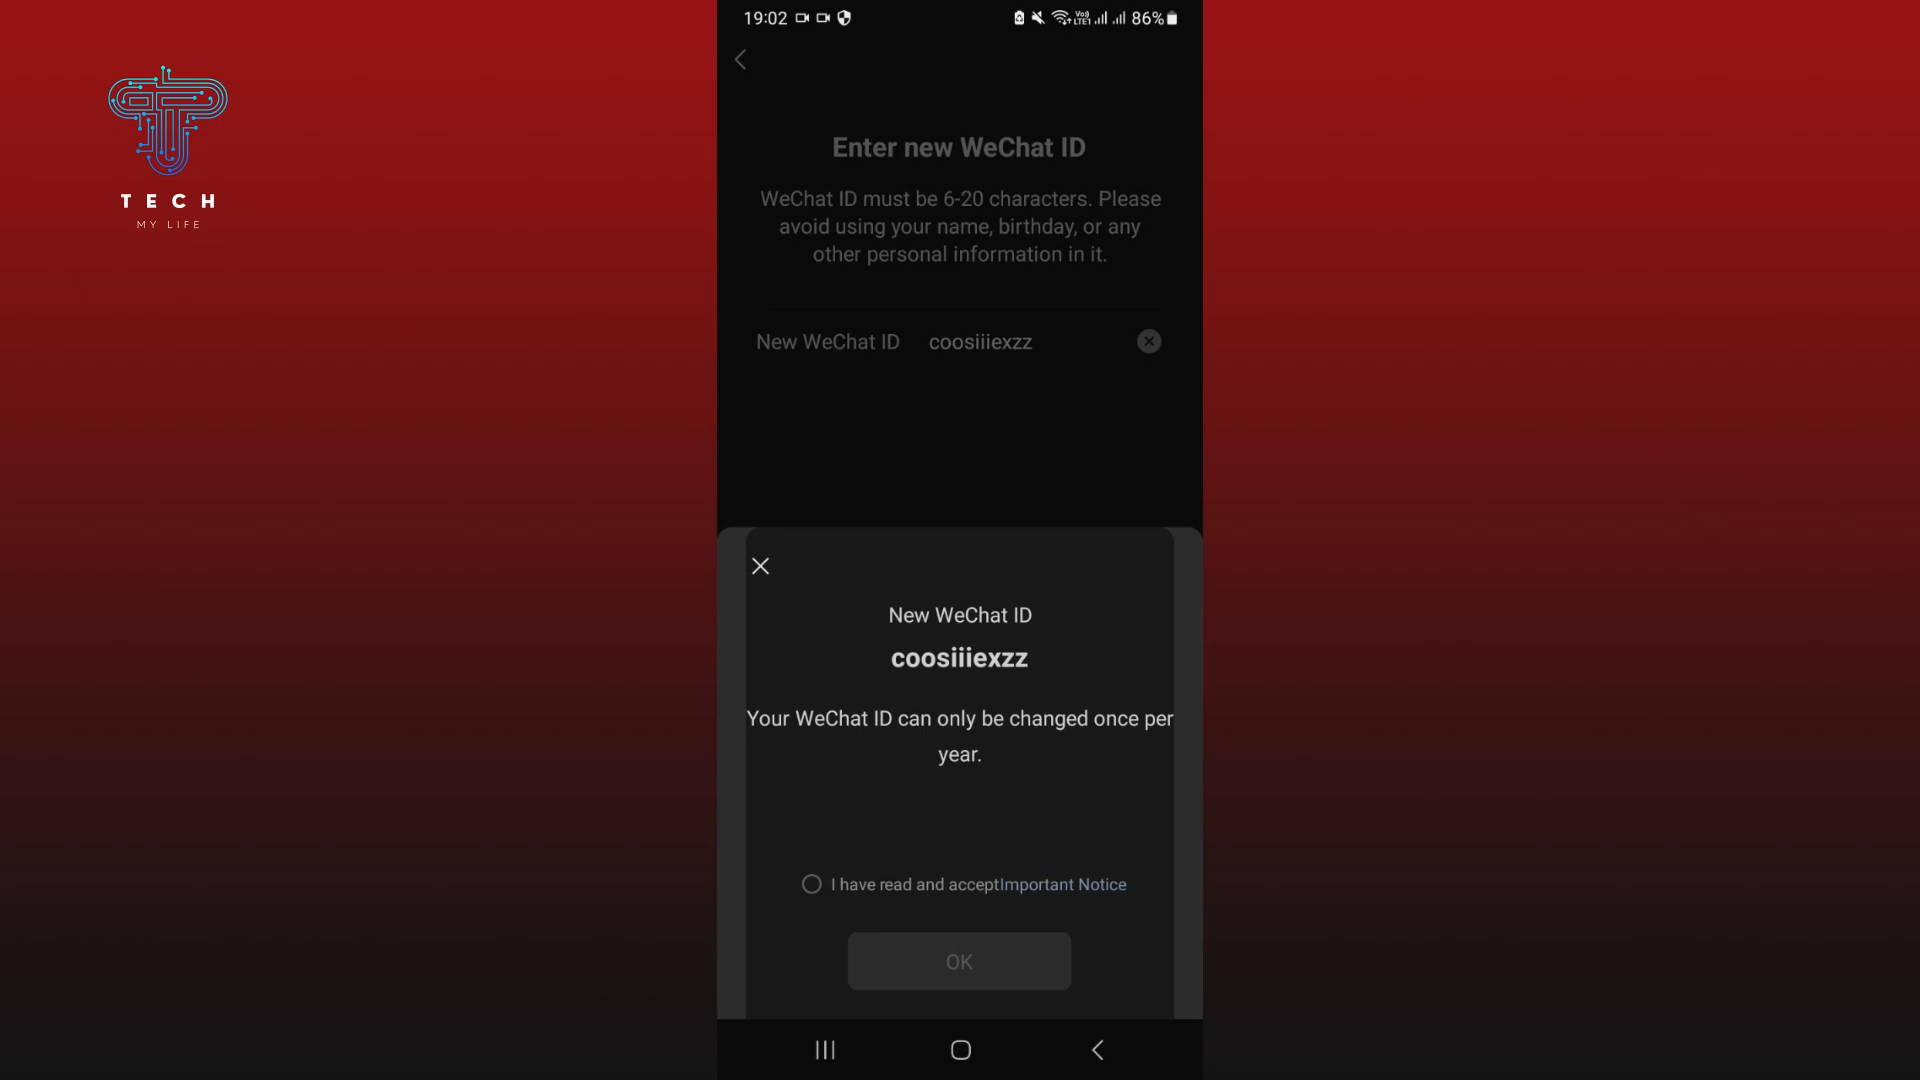 19:02
Vo))
LTE1
86%
TECH
MY LIFE
Enter new WeChat ID
WeChat ID must be 6-20 characters. Please
avoid using your name, birthday, or any
other personal information in it.
New WeChat ID coosiiiexzz
New WeChat ID
coosiiiexzz
Your WeChat ID can only be changed once per
year.
I have read and acceptImportant Notice
OK